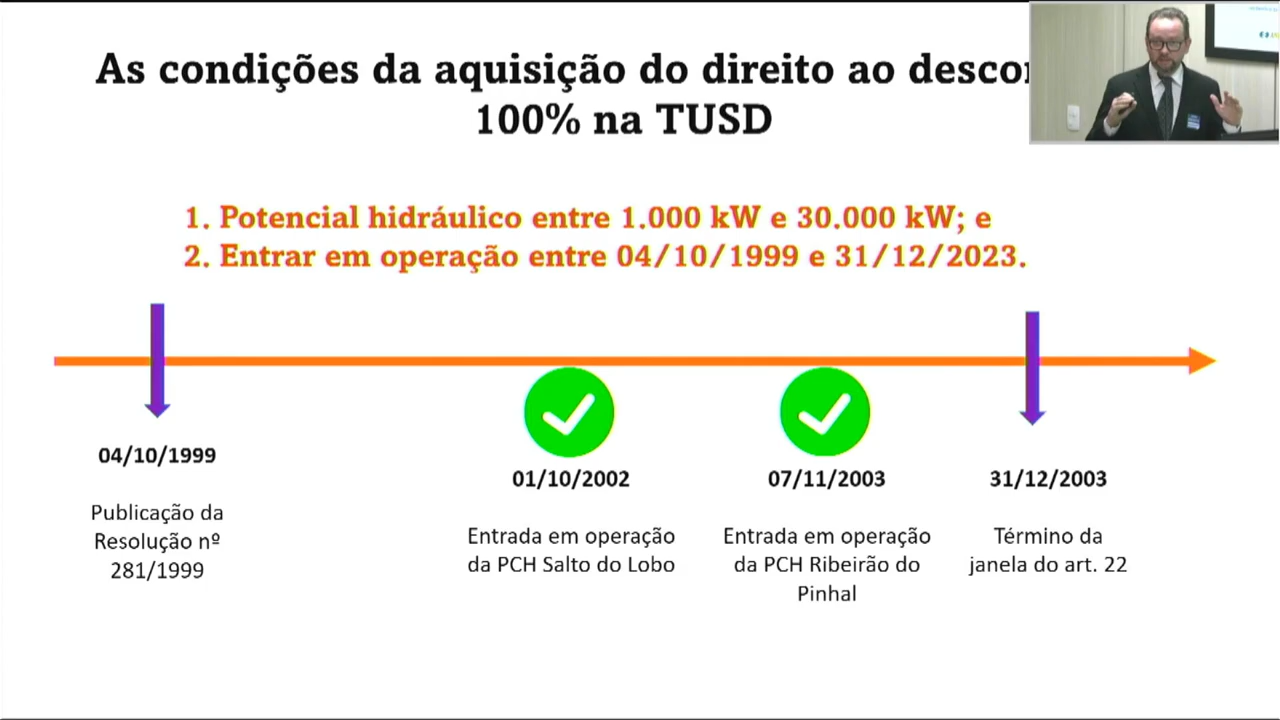 As condições da aquisição do direito ao
100% na TUSD
1. Potencial hidráulico entre 1.000 kW e 30.000 kW; e
2. Entrar em operação entre 04/10/1999 e 31/12/2023.
04/10/1999
Publicação da
Resolução nº
281/1999
01/10/2002
Entrada em operação
da PCH Salto do Lobo
07/11/2003
Entrada em operação
da PCH Ribeirão do
Pinhal
31/12/2003
Término da
janela do art. 22